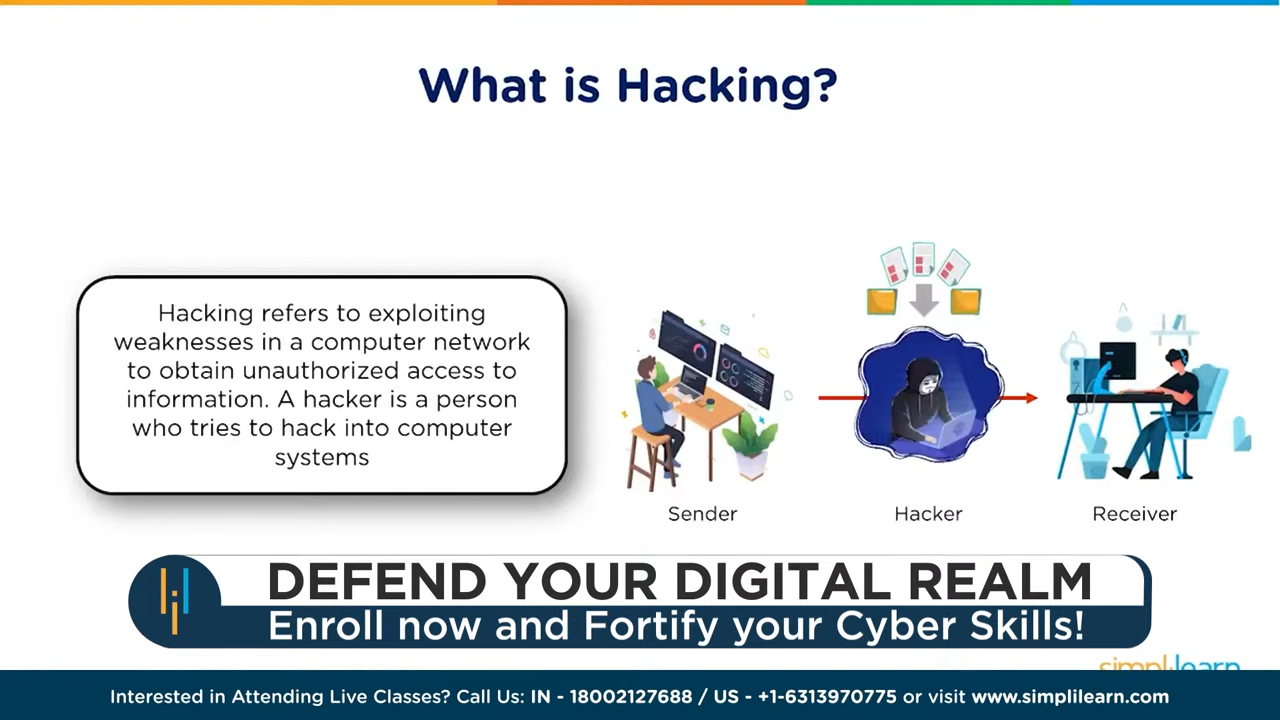 What is Hacking?
Hacking refers to exploiting
weaknesses in a computer network
to obtain unauthorized access to
information. A hacker is a person
who tries to hack into computer
systems
Sender
Hacker
Receiver
DEFEND YOUR DIGITAL REALM
Enroll now and Fortify your Cyber Skills!
simplilearn
Interested in Attending Live Classes? Call Us: IN - 18002127688 / US - +1-6313970775 or visit www.simplilearn.com